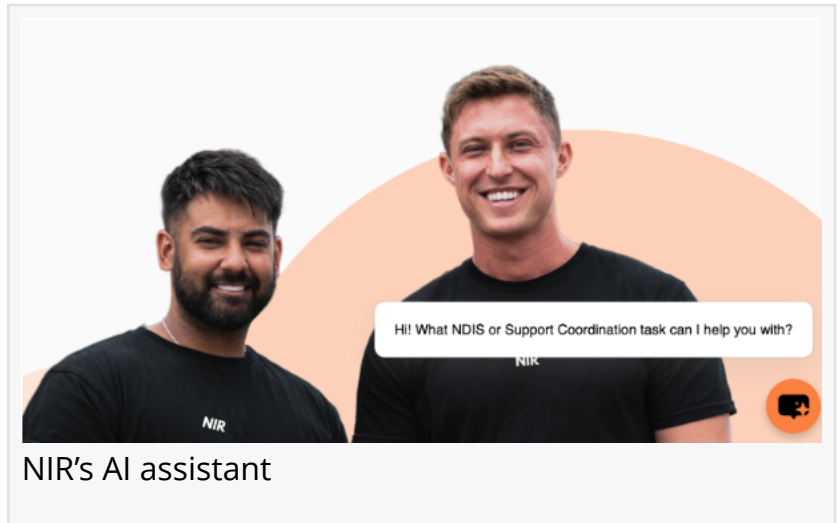 Hi! What NDIS or Support Coordination task can I help you with?
NIR
NIR
NIR’s AI assistant